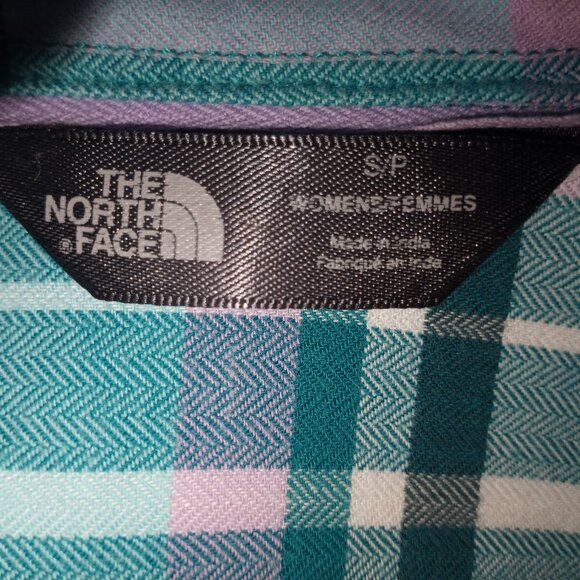 THE
NORTH
® FACE
S/P
WOMENS/FEMMES
Made in India
Fabriqué en Inde